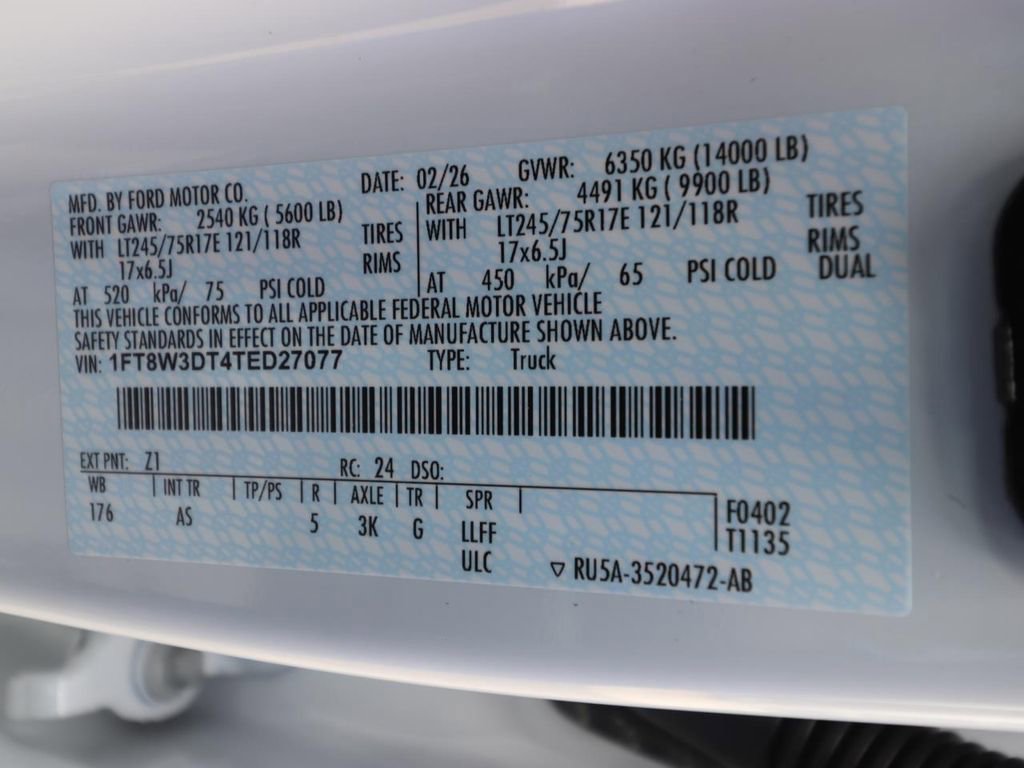 MFD. BY FORD MOTOR CO. DATE: 02/26 GVWR: 6350 KG (14000 LB)
FRONT GAWR: 2540 KG ( 5600 LB) REAR GAWR: 4491 KG ( 9900 LB)
WITH LT245/75R17E 121/118R TIRES WITH LT245/75R17E 121/118R TIRES
17x6.5J RIMS 17x6.5J RIMS
AT 520 kPa/ 75 PSI COLD AT 450 kPa/ 65 PSI COLD DUAL
THIS VEHICLE CONFORMS TO ALL APPLICABLE FEDERAL MOTOR VEHICLE
SAFETY STANDARDS IN EFFECT ON THE DATE OF MANUFACTURE SHOWN ABOVE.
VIN: 1FT8W3DT4TED27077 TYPE: Truck
EXT PNT: Z1 RC: 24 DSO:
WB INT TR TP/PS R AXLE TR SPR
176 AS 5 3K G LLFF F0402
ULC T1135
▽ RU5A-3520472-AB